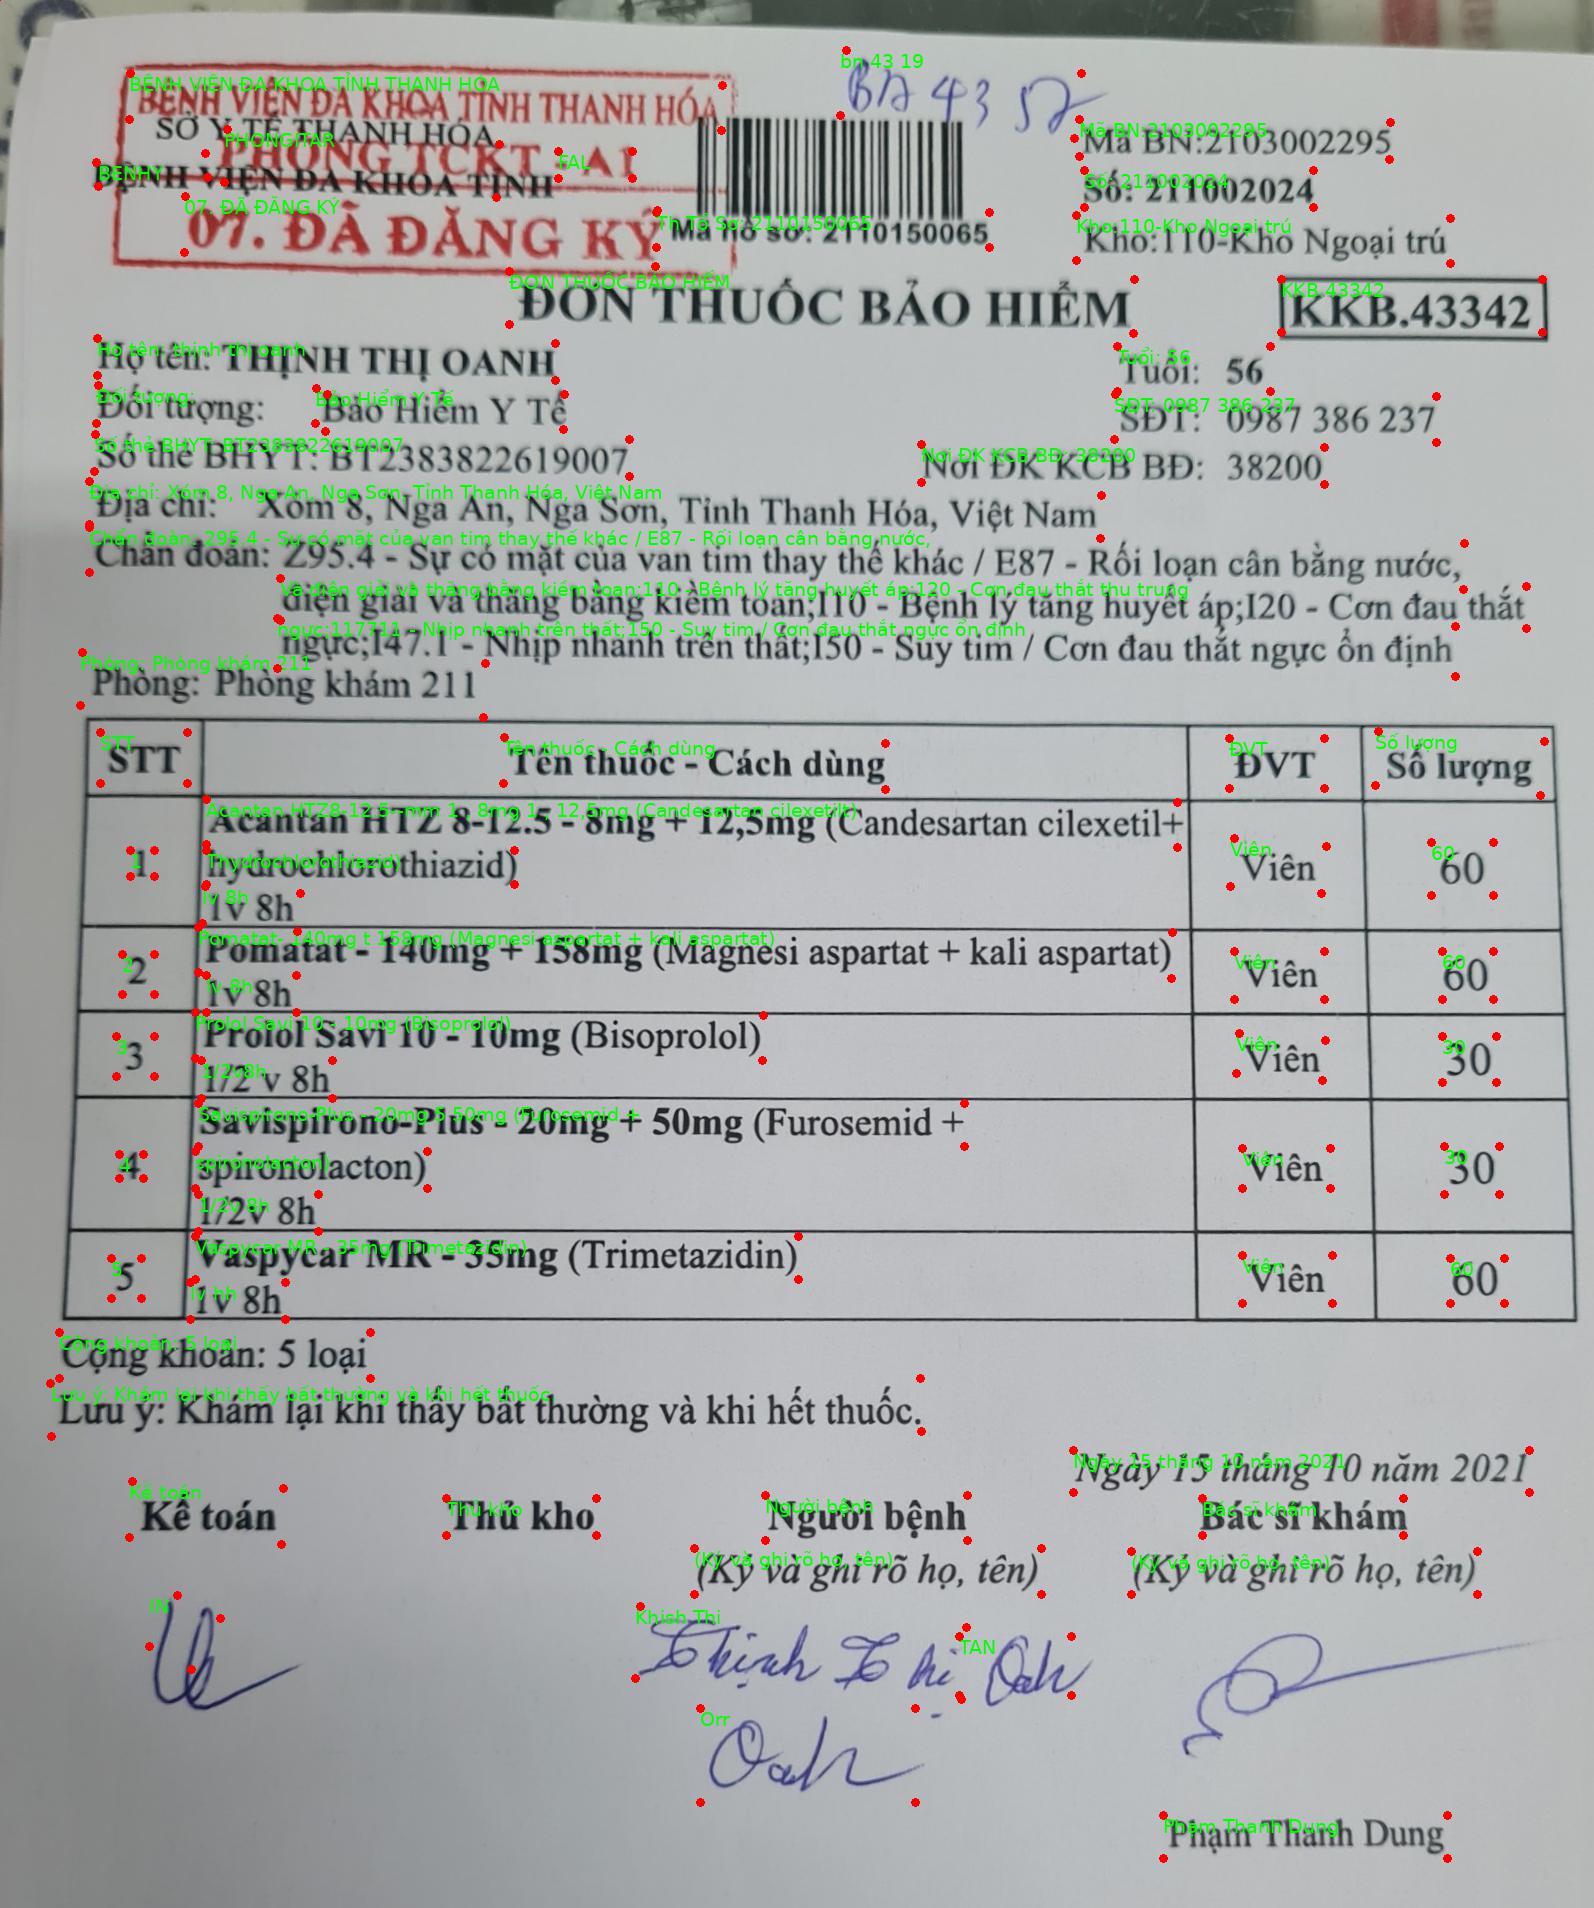 BỆNH VIỆN ĐA KHOA TỈNH THANH HÓA
SỞ Y TẾ THANH HÓA
PHÒNG TCKT - A1
BỆNH VIỆN ĐA KHOA TỈNH
07. ĐÃ ĐĂNG KÝ
BA 43
Mã hồ sơ: 2110150065
Mã BN:2103002295
Số: 211002024
Kho:110-Kho Ngoại trú
ĐƠN THUỐC BẢO HIỂM
KKB.43342
Họ tên: THỊNH THỊ OANH
Tuổi: 56
Đối tượng: Bảo Hiểm Y Tế
SĐT: 0987 386 237
Số thẻ BHYT: BT2383822619007
Nơi ĐK KCB BĐ: 38200
Địa chỉ: Xóm 8, Nga An, Nga Sơn, Tỉnh Thanh Hóa, Việt Nam
Chẩn đoán: Z95.4 - Sự có mặt của van tim thay thế khác / E87 - Rối loạn cân bằng nước,
điện giải và thăng bằng kiềm toan;I10 - Bệnh lý tăng huyết áp;I20 - Cơn đau thắt
ngực;I47.1 - Nhịp nhanh trên thất;I50 - Suy tim / Cơn đau thắt ngực ổn định
Phòng: Phòng khám 211
STT Tên thuốc - Cách dùng ĐVT Số lượng
1 Acantan HTZ 8-12.5 - 8mg + 12,5mg (Candesartan cilexetil+ Viên 60
hydrochlorothiazid)
1v 8h
2 Pomatat - 140mg + 158mg (Magnesi aspartat + kali aspartat) Viên 60
1v 8h
3 Prolol Savi 10 - 10mg (Bisoprolol) Viên 30
1/2 v 8h
4 Savispirono-Plus - 20mg + 50mg (Furosemid + Viên 30
spironolacton)
1/2v 8h
5 Vaspycar MR - 35mg (Trimetazidin) Viên 60
1v 8h
Cộng khoản: 5 loại
Lưu ý: Khám lại khi thấy bất thường và khi hết thuốc.
Ngày 15 tháng 10 năm 2021
Kế toán Thủ kho Người bệnh Bác sĩ khám
(Ký và ghi rõ họ, tên) (Ký và ghi rõ họ, tên)
Thịnh Thị Oanh
Oanh
Phạm Thanh Dung